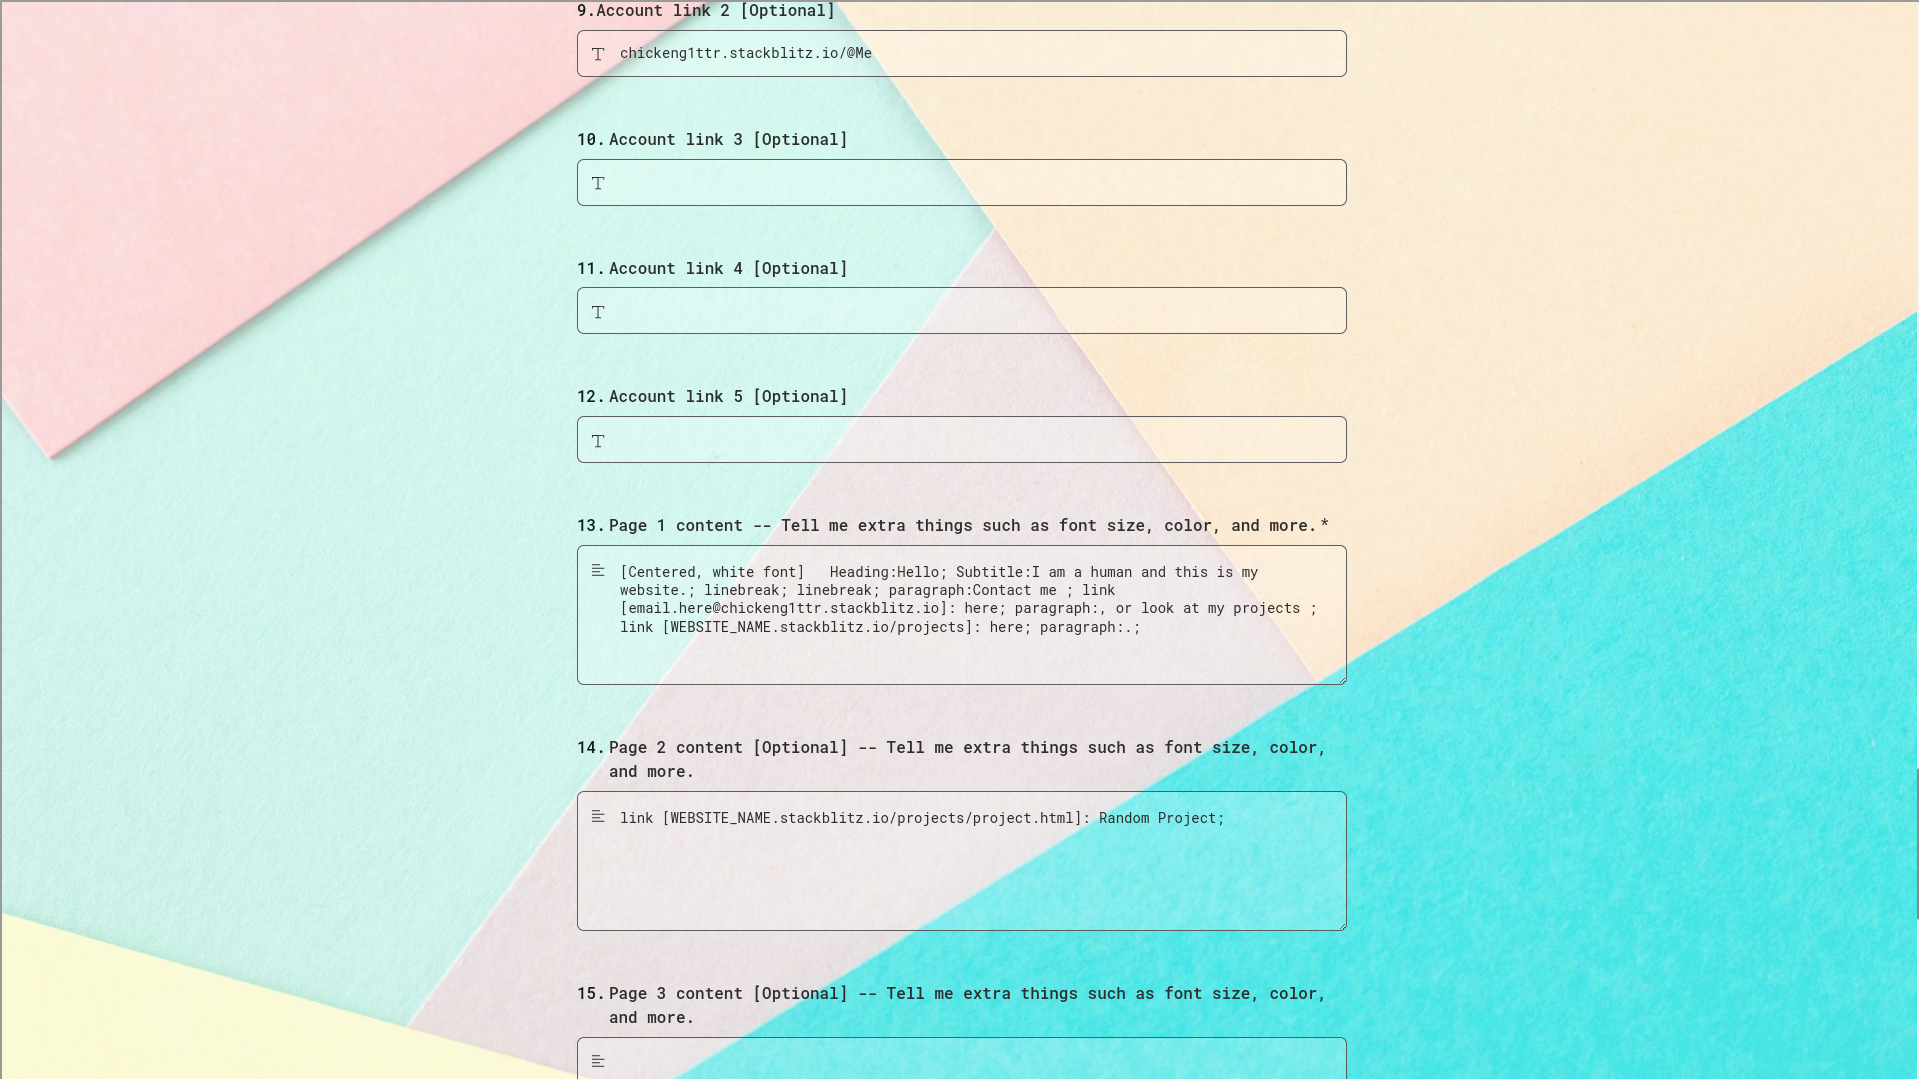 9.Account link 2 [Optional]
chickeng1ttr.stackblitz.io/@Me
10. Account link 3 [Optional]
11. Account link 4 [Optional]
12. Account link 5 [Optional]
13. Page 1 content -- Tell me extra things such as font size, color, and more.*
[Centered, white font]   Heading:Hello; Subtitle:I am a human and this is my
website.; linebreak; linebreak; paragraph:Contact me ; link
[email.here@chickeng1ttr.stackblitz.io]: here; paragraph:, or look at my projects ;
link [WEBSITE_NAME.stackblitz.io/projects]: here; paragraph:.;
14. Page 2 content [Optional] -- Tell me extra things such as font size, color,
and more.
link [WEBSITE_NAME.stackblitz.io/projects/project.html]: Random Project;
15. Page 3 content [Optional] -- Tell me extra things such as font size, color,
and more.